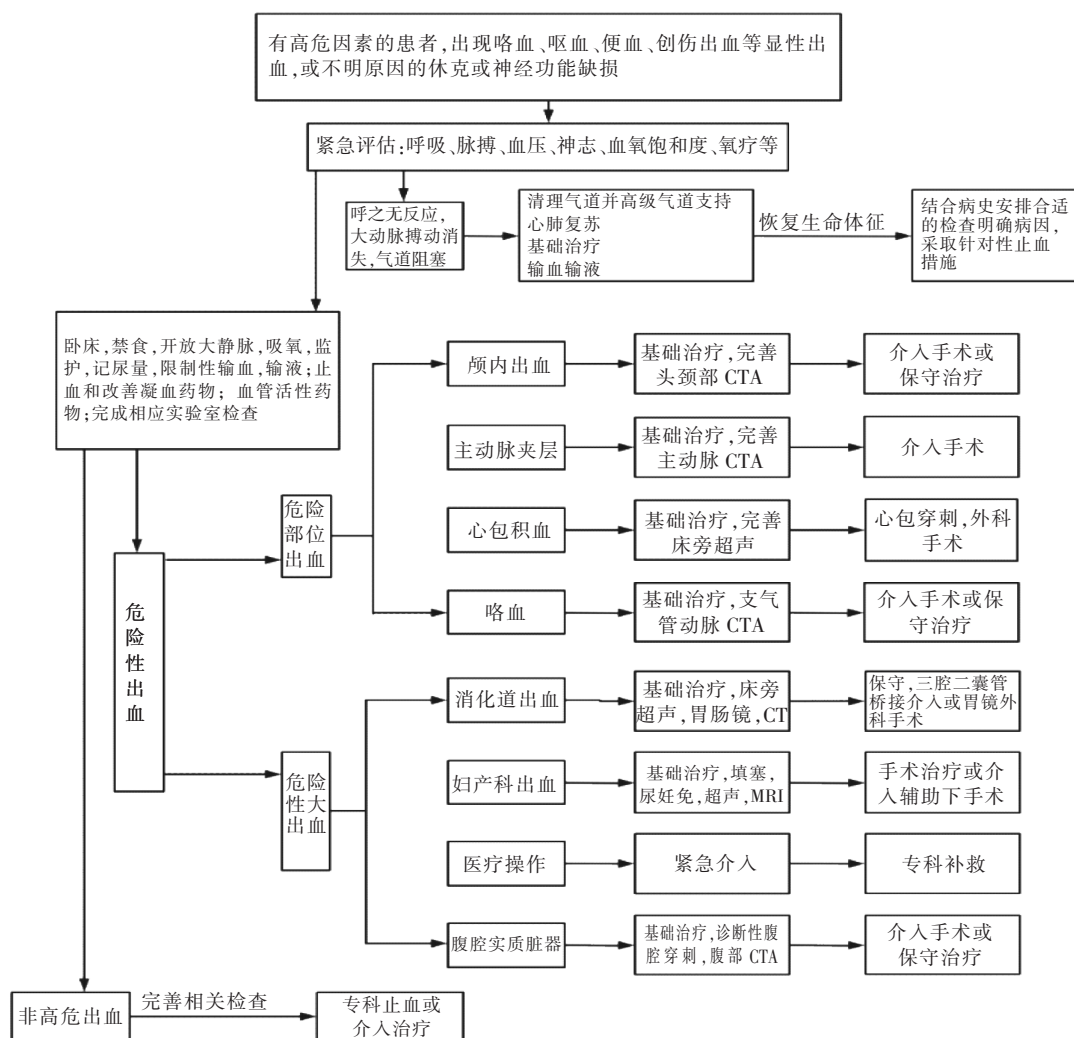 有高危因素的患者,出现咯血、呕血、便血、创伤出血等显性出
血,或不明原因的休克或神经功能缺损
紧急评估:呼吸、脉搏、血压、神志、血氧饱和度、氧疗等
呼之无反应,
大动脉搏动消
失,气道阻塞
清理气道并高级气道支持
心肺复苏
基础治疗
输血输液
恢复生命体征
结合病史安排合适
的检查明确病因,
采取针对性止血
措施
卧床,禁食,开放大静脉,吸氧,监
护,记尿量,限制性输血,输液;止
血和改善凝血药物; 血管活性药
物;完成相应实验室检查
危险性出血
危险
部位
出血
颅内出血
基础治疗,完善
头颈部 CTA
介入手术或
保守治疗
主动脉夹层
基础治疗,完善
主动脉 CTA
介入手术
心包积血
基础治疗,完善
床旁超声
心包穿刺,外科
手术
咯血
基础治疗,支气
管动脉 CTA
介入手术或保
守治疗
危险
性大
出血
消化道出血
基础治疗,床旁
超声,胃肠镜,CT
保守,三腔二囊管
桥接介入或胃镜外
科手术
妇产科出血
基础治疗,填塞,
尿妊免,超声,MRI
手术治疗或介
入辅助下手术
医疗操作
紧急介入
专科补救
腹腔实质脏器
基础治疗,诊断性腹
腔穿刺,腹部 CTA
介入手术或
保守治疗
非高危出血
完善相关检查
专科止血或
介入治疗